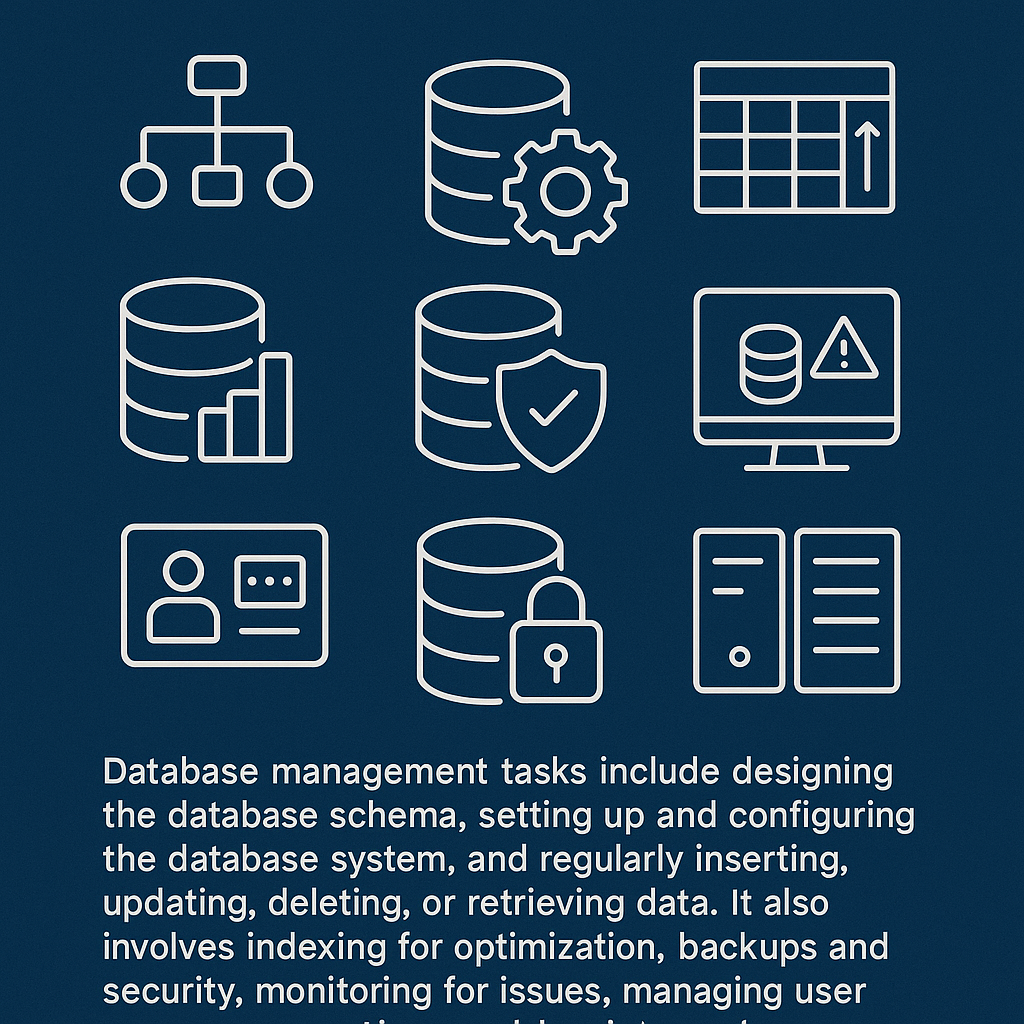 Database management tasks include designing
the database schema, setting up and configuring
the database system, and regularly inserting,
updating, deleting, or retrieving data. It also
involves indexing for optimization, backups and
security, monitoring for issues, managing user